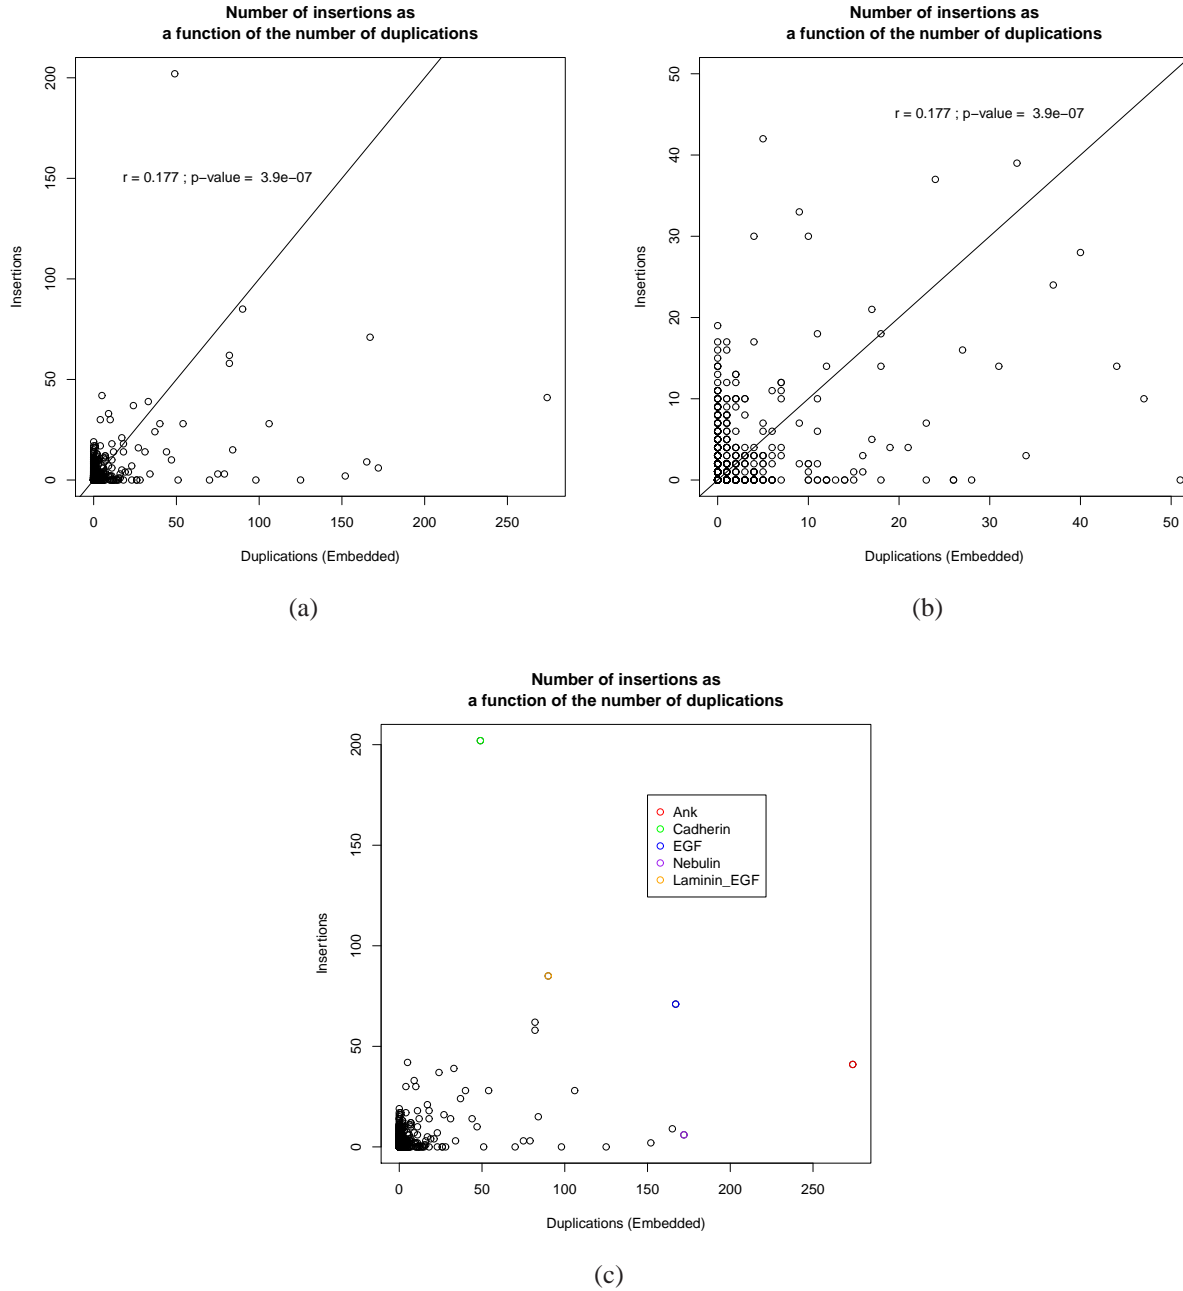 Number of insertions as
a function of the number of duplications
200
150
100
50
0
Insertions
r = 0.177 ; p−value =  3.9e−07
0 50 100 150 200 250
Duplications (Embedded)
(a)
Number of insertions as
a function of the number of duplications
50
40
30
20
10
0
Insertions
r = 0.177 ; p−value =  3.9e−07
0 10 20 30 40 50
Duplications (Embedded)
(b)
Number of insertions as
a function of the number of duplications
200
150
100
50
0
Insertions
Ank
Cadherin
EGF
Nebulin
Laminin_EGF
0 50 100 150 200 250
Duplications (Embedded)
(c)